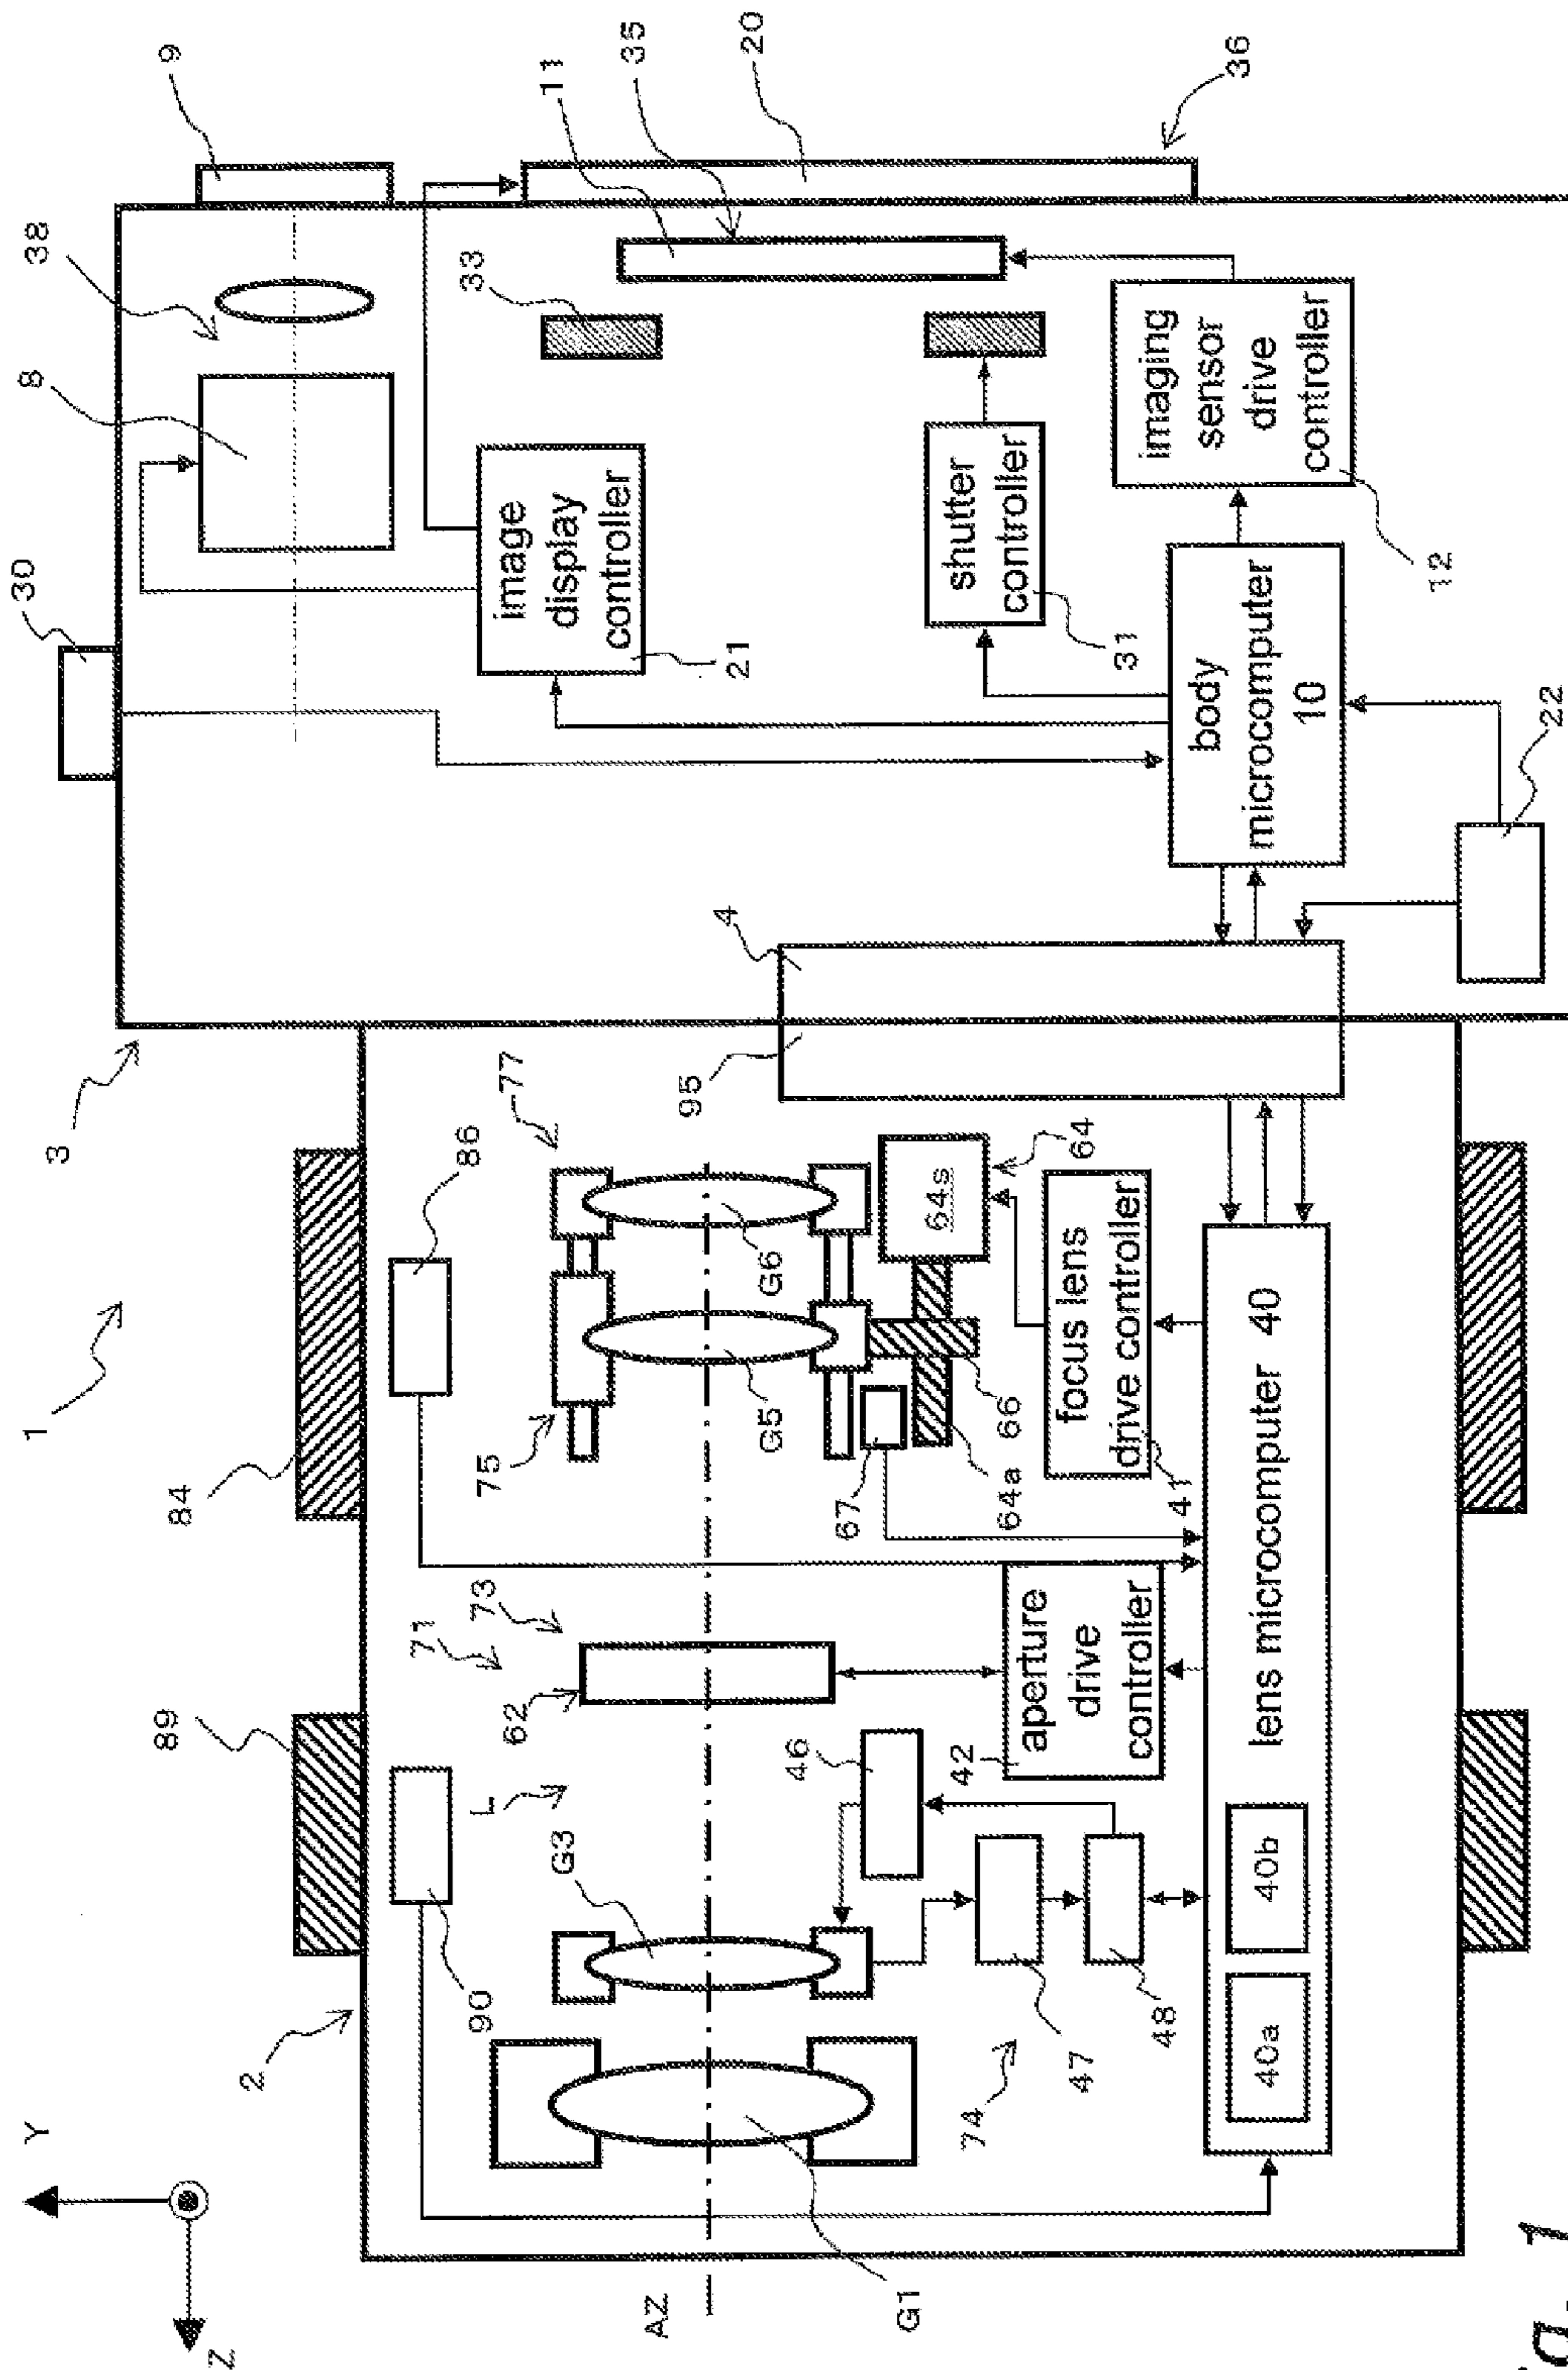 1
3
30
8
38
9
33
11
35
20
36
image
display
controller
21
shutter
controller
31
imaging
sensor
drive
controller
12
body
microcomputer
10
22
4
95
2
89
84
90
86
L
G3
G1
AZ
71
73
62
75
77
G5
G6
46
47
48
74
42
aperture
drive
controller
67
64a
66
64s
64
focus lens
drive controller
41
lens microcomputer 40
40a
40b
Y
Z